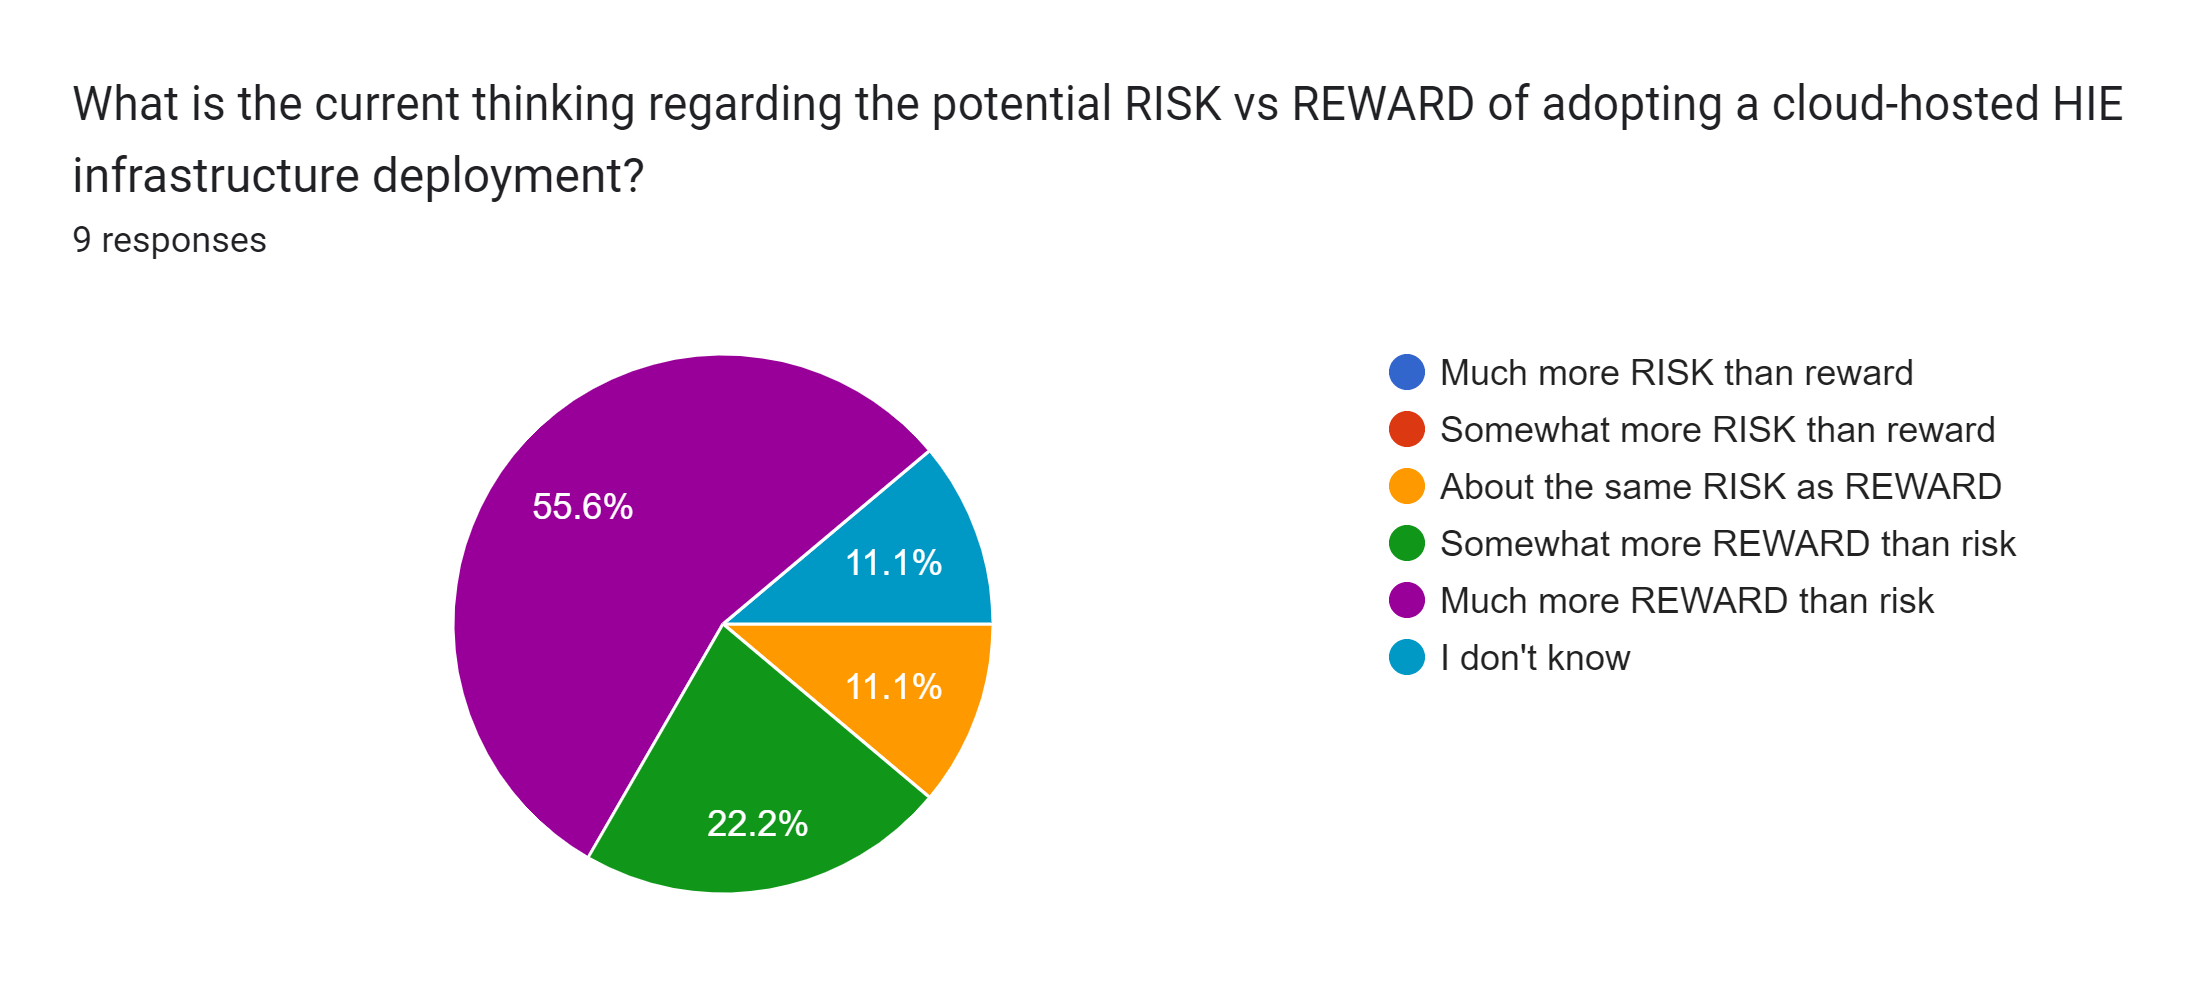 What is the current thinking regarding the potential RISK vs REWARD of adopting a cloud-hosted HIE
infrastructure deployment?
9 responses
Much more RISK than reward
Somewhat more RISK than reward
About the same RISK as REWARD
Somewhat more REWARD than risk
Much more REWARD than risk
I don't know
55.6%
11.1%
11.1%
22.2%